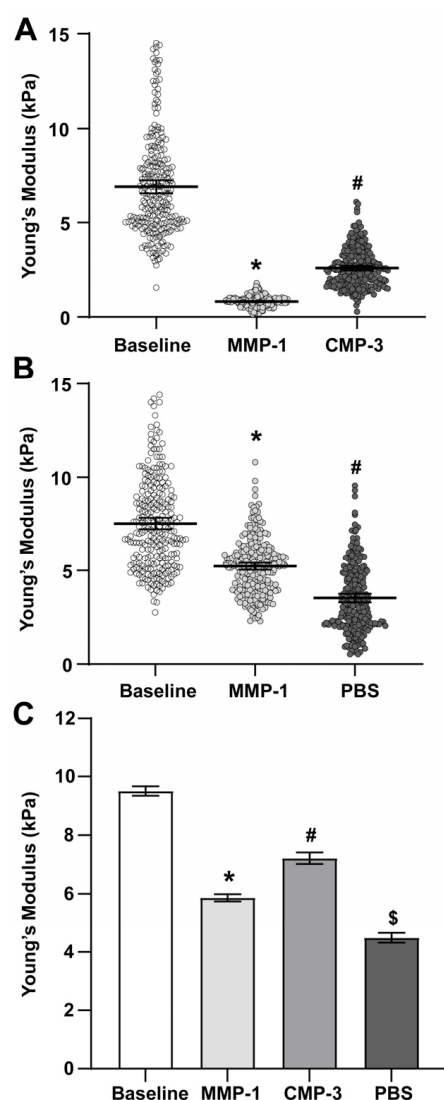 A
Young's Modulus (kPa)
15
10
5
0
*
#
Baseline MMP-1 CMP-3
B
Young's Modulus (kPa)
15
10
5
0
*
#
Baseline MMP-1 PBS
C
Young's Modulus (kPa)
12
10
8
6
4
2
0
*
#
$
Baseline MMP-1 CMP-3 PBS